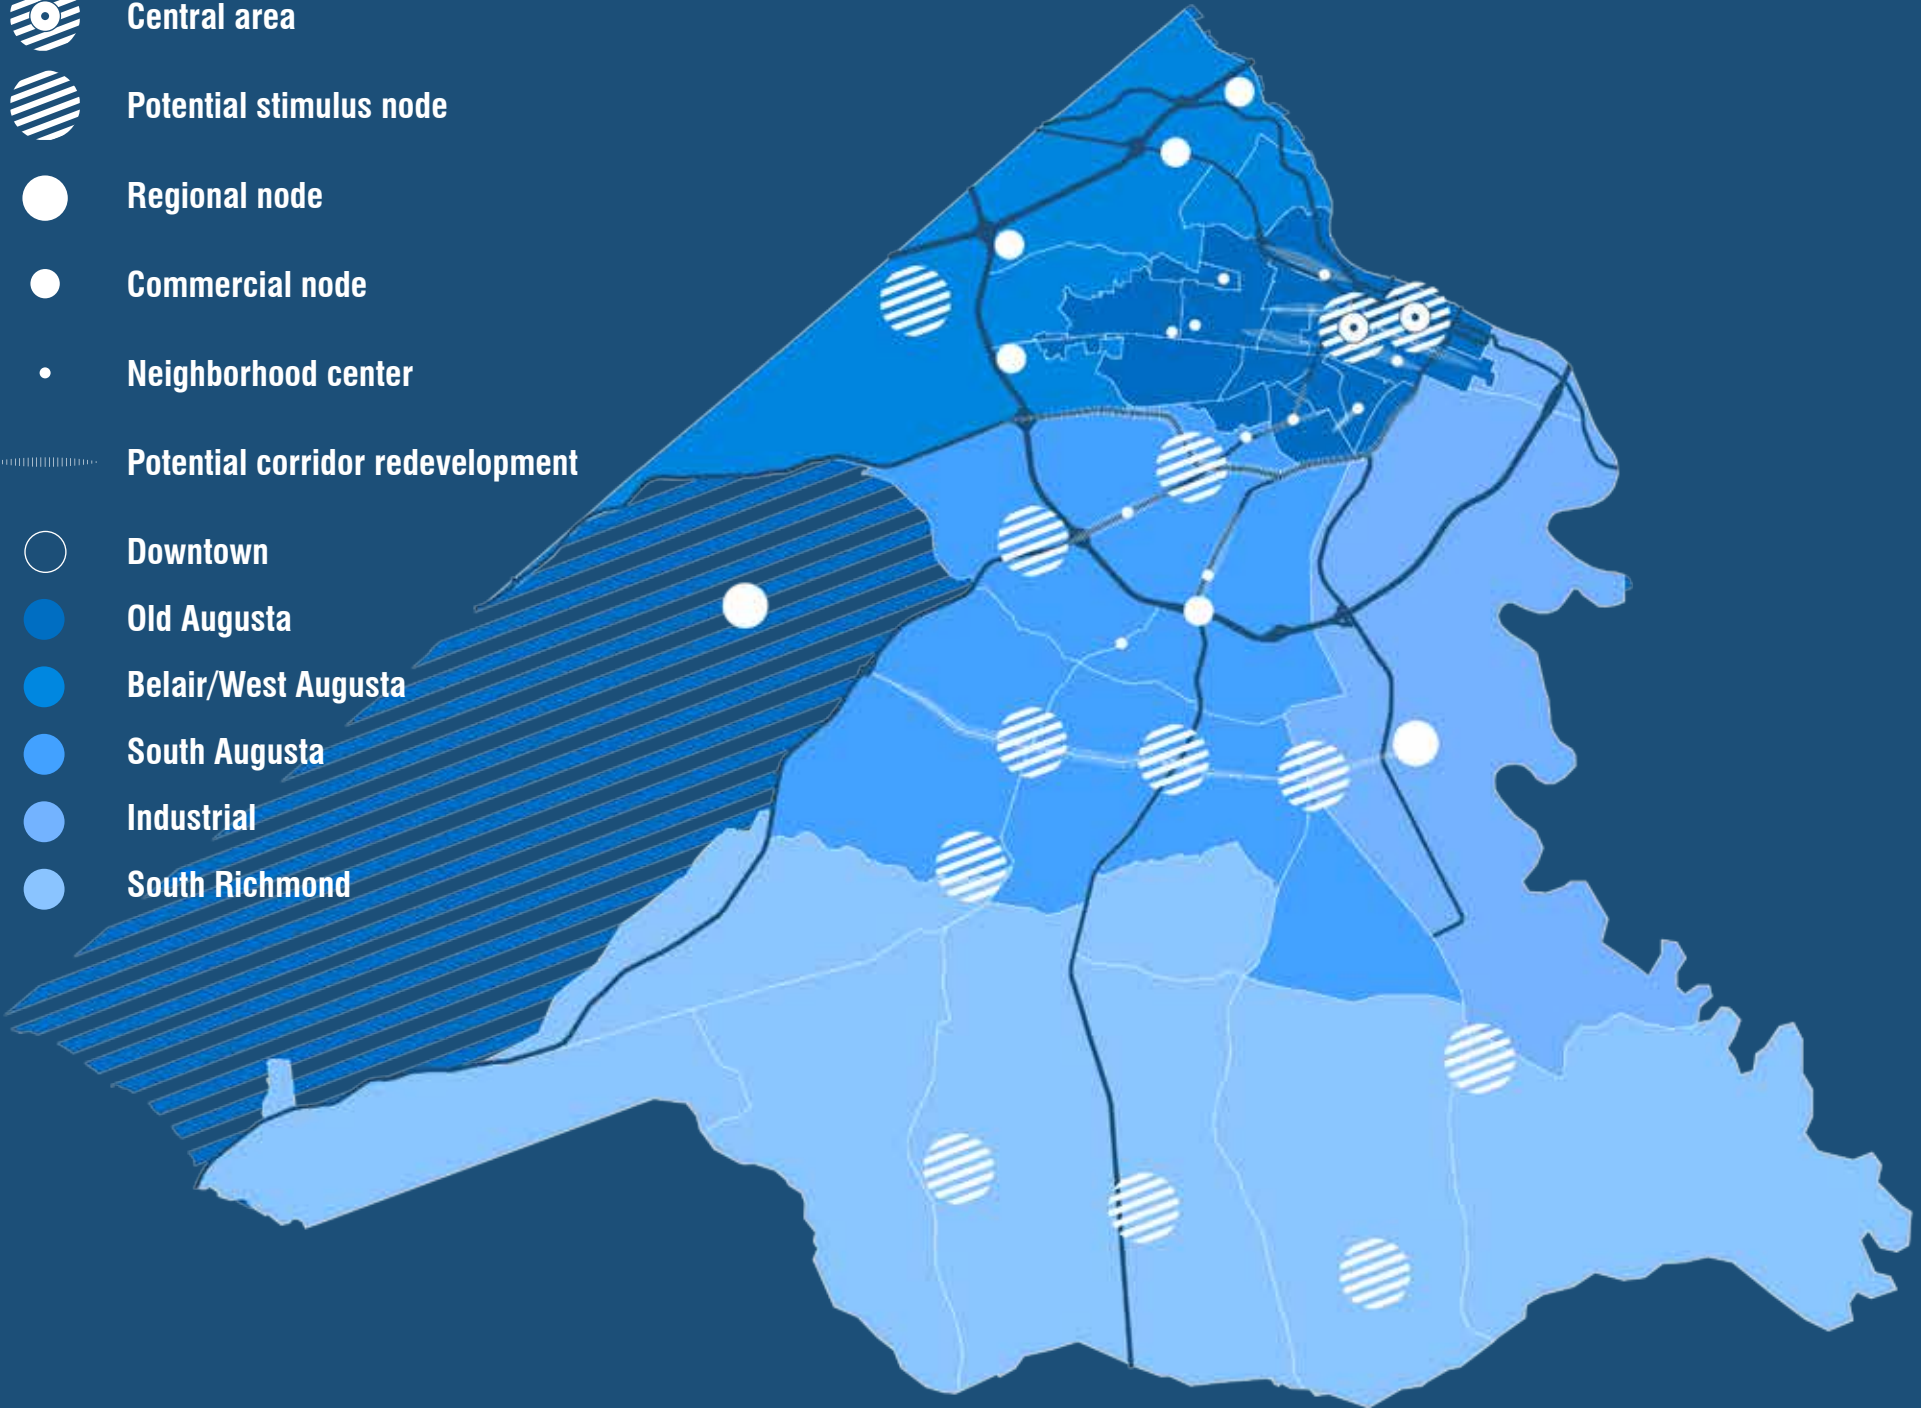 Central area
Potential stimulus node
Regional node
Commercial node
Neighborhood center
Potential corridor redevelopment
Downtown
Old Augusta
Belair/West Augusta
South Augusta
Industrial
South Richmond